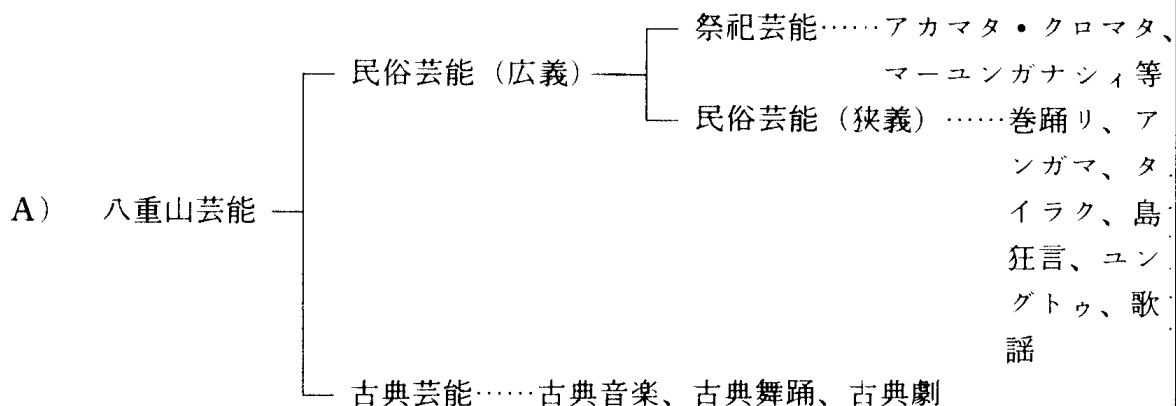 祭祀芸能……アカマタ・クロマタ、
マーユンガナシィ等
民俗芸能（広義）
民俗芸能（狭義）……巻踊り、ア
ンガマ、タ
イラク、島
狂言、ユン
グトゥ、歌
謡
A） 八重山芸能
古典芸能……古典音楽、古典舞踊、古典劇